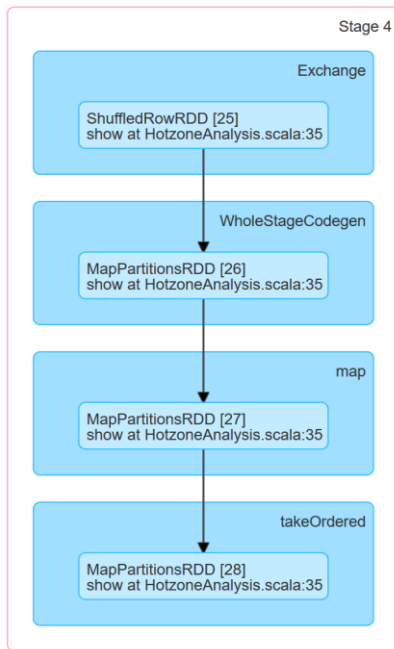 Stage 4
Exchange
ShuffledRowRDD [25]
show at HotzoneAnalysis.scala:35
WholeStageCodegen
MapPartitionsRDD [26]
show at HotzoneAnalysis.scala:35
map
MapPartitionsRDD [27]
show at HotzoneAnalysis.scala:35
takeOrdered
MapPartitionsRDD [28]
show at HotzoneAnalysis.scala:35